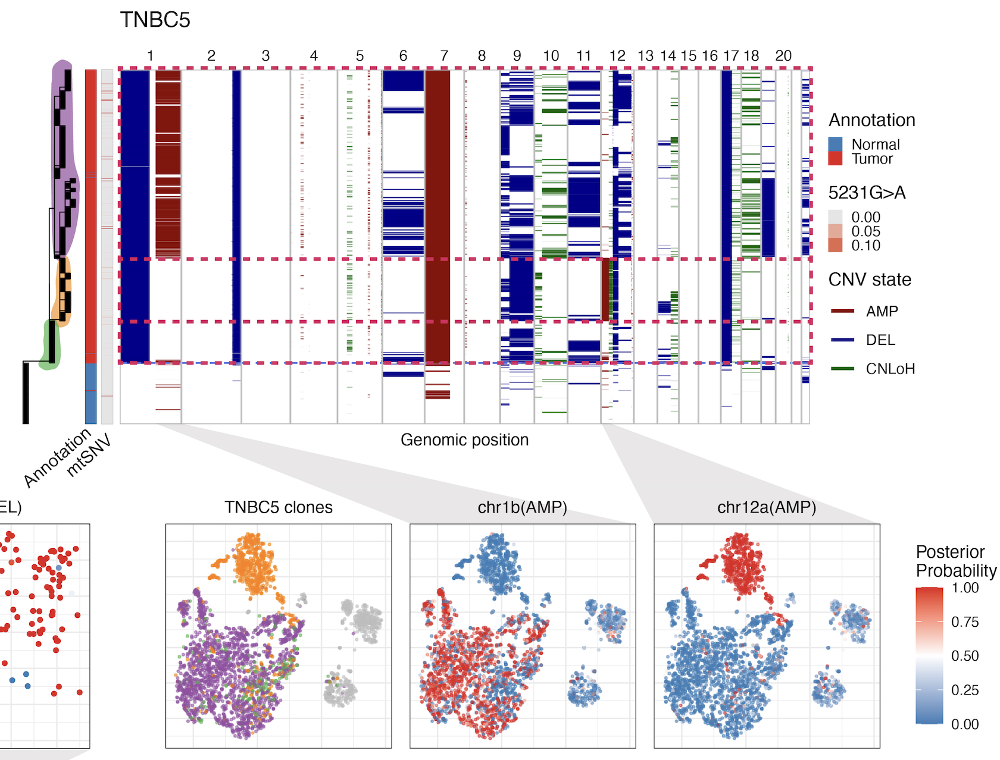 TNBC5
1 2 3 4 5 6 7 8 9 10 11 12 13 14 15 16 17 18 20
Annotation
Normal
Tumor
5231G>A
0.00
0.05
0.10
CNV state
AMP
DEL
CNLoH
Annotation
mtSNV
Genomic position
EL)
TNBC5 clones
chr1b(AMP)
chr12a(AMP)
Posterior
Probability
1.00
0.75
0.50
0.25
0.00